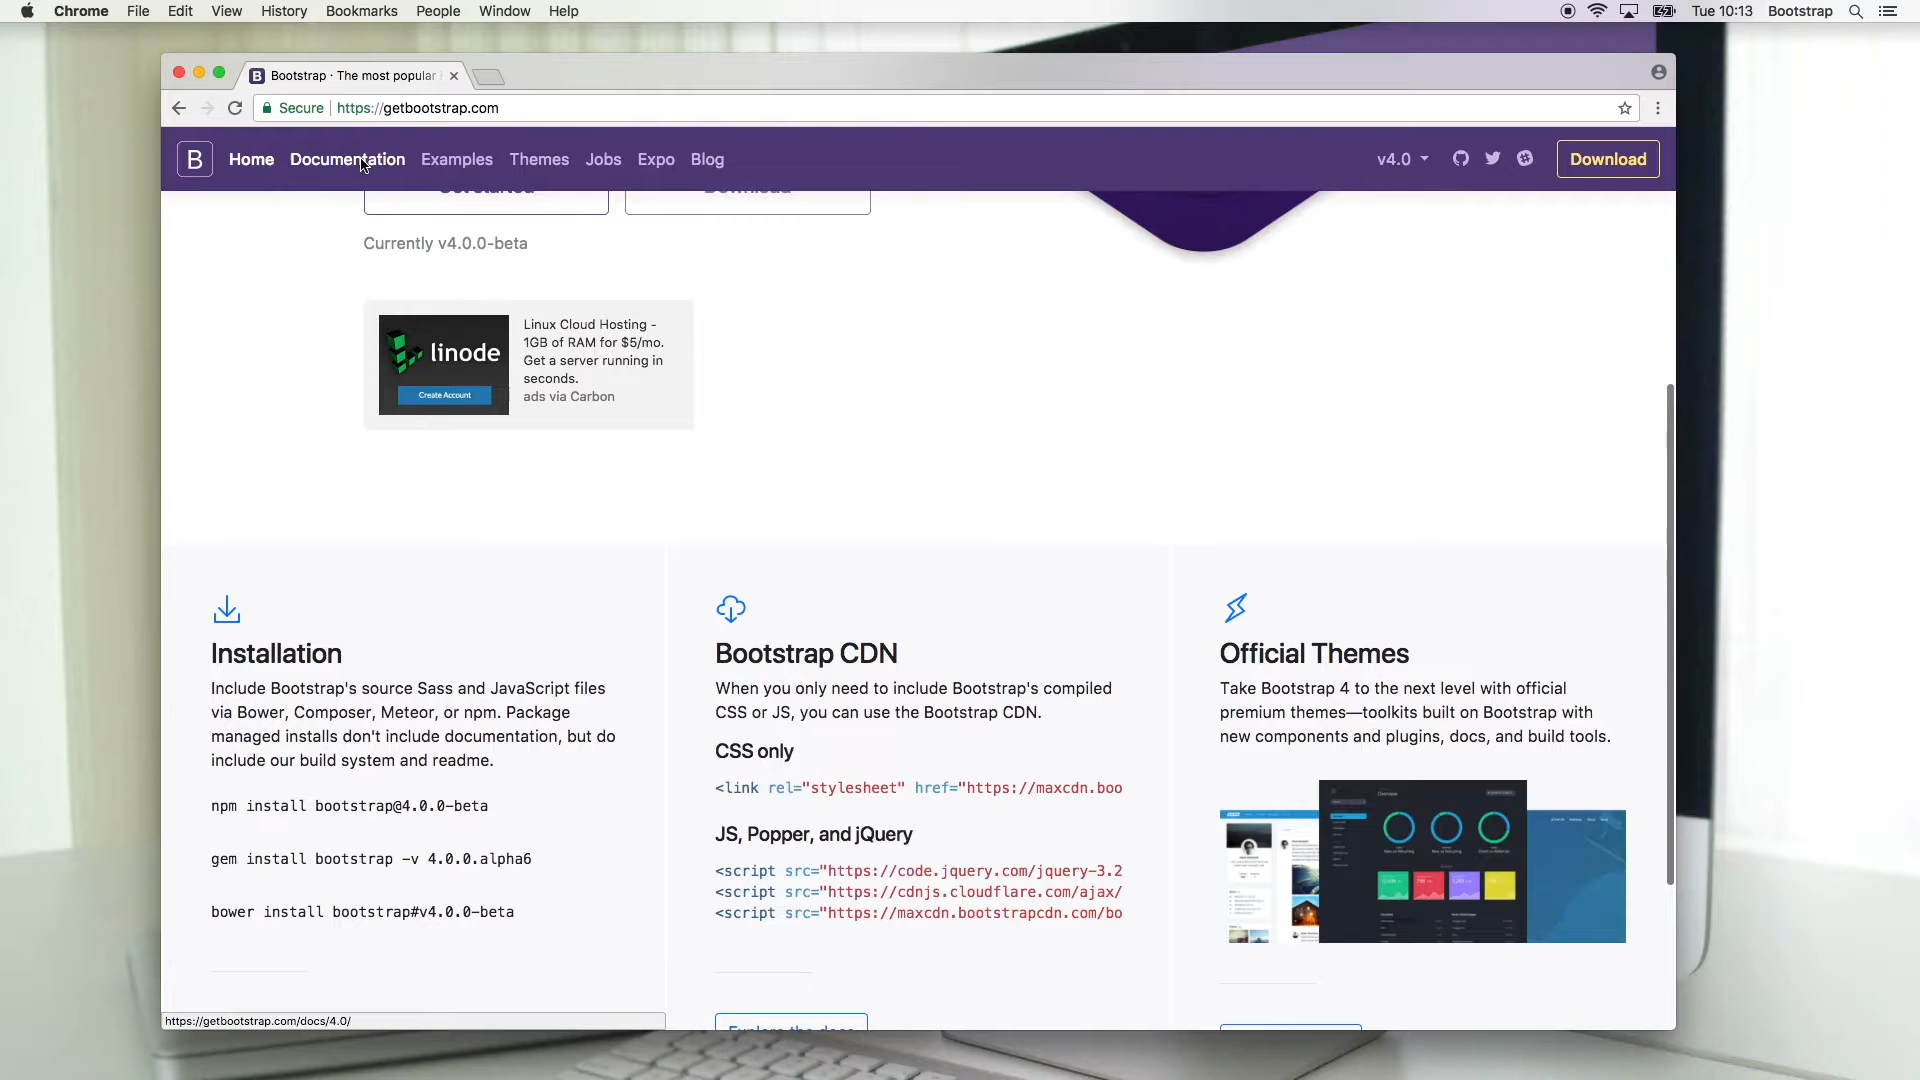 Chrome File Edit View History Bookmarks People Window Help
Tue 10:13 Bootstrap
B Bootstrap · The most popular
Secure https://getbootstrap.com
B Home Documentation Examples Themes Jobs Expo Blog
v4.0 Download
Get started Download
Currently v4.0.0-beta
linode
Create Account
Linux Cloud Hosting -
1GB of RAM for $5/mo.
Get a server running in
seconds.
ads via Carbon
Installation
Include Bootstrap's source Sass and JavaScript files
via Bower, Composer, Meteor, or npm. Package
managed installs don't include documentation, but do
include our build system and readme.
npm install bootstrap@4.0.0-beta
gem install bootstrap -v 4.0.0.alpha6
bower install bootstrap#v4.0.0-beta
Bootstrap CDN
When you only need to include Bootstrap's compiled
CSS or JS, you can use the Bootstrap CDN.
CSS only
<link rel="stylesheet" href="https://maxcdn.boo
JS, Popper, and jQuery
<script src="https://code.jquery.com/jquery-3.2
<script src="https://cdnjs.cloudflare.com/ajax/
<script src="https://maxcdn.bootstrapcdn.com/bo
Explore the docs
Official Themes
Take Bootstrap 4 to the next level with official
premium themes—toolkits built on Bootstrap with
new components and plugins, docs, and build tools.
Overview
https://getbootstrap.com/docs/4.0/